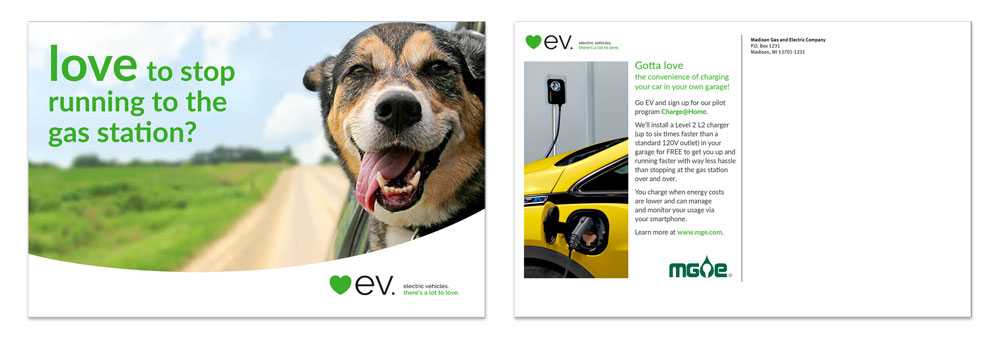 love to stop
running to the
gas station?
ev. electric vehicles.
there's a lot to love.
ev. electric vehicles.
there's a lot to love.
Gotta love
the convenience of charging
your car in your own garage!
Go EV and sign up for our pilot
program Charge@Home.
We'll install a Level 2 L2 charger
(up to six times faster than a
standard 120V outlet) in your
garage for FREE to get you up and
running faster with way less hassle
than stopping at the gas station
over and over.
You charge when energy costs
are lower and can manage
and monitor your usage via
your smartphone.
Learn more at www.mge.com.
mge®
Madison Gas and Electric Company
P.O. Box 1231
Madison, WI 53701-1231